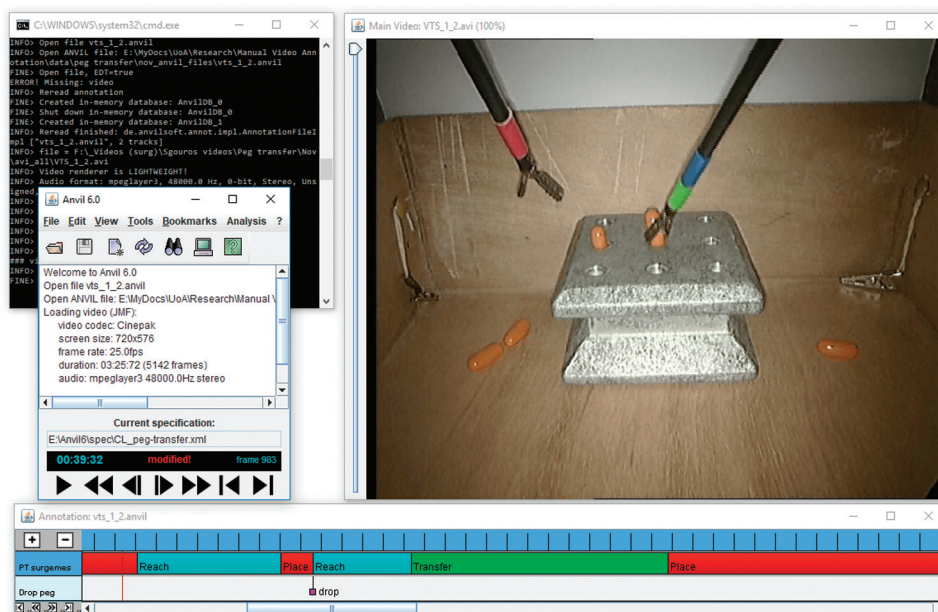 C:\WINDOWS\system32\cmd.exe
INFO> Open file vts_1_2.anvil
INFO> Open ANVIL file: E:\MyDocs\UoA\Research\Manual Video Ann
otation\data\peg transfer\nov_anvil_files\vts_1_2.anvil
FINE> Open file, EDT=true
ERROR! Missing: video
INFO> Reread annotation
FINE> Created in-memory database: AnvilDB_0
FINE> Shut down in-memory database: AnvilDB_0
FINE> Created in-memory database: AnvilDB_1
INFO> Reread finished: de.anvilsoft.annot.impl.AnnotationFileI
mpl ["vts_1_2.anvil", 2 tracks]
INFO> file = F:\_Videos (surg)\Sgouros videos\Peg transfer\Nov
\avi_all\VTS_1_2.avi
INFO> Video renderer is LIGHTWEIGHT!
INFO> Audio format: mpeglayer3, 48000.0 Hz, 0-bit, Stereo, Uns
igned,
INFO>
INFO>
INFO>
INFO>
INFO>
INFO>
### vi
FINE>
Anvil 6.0
File Edit View Tools Bookmarks Analysis ?
Welcome to Anvil 6.0
Open file vts_1_2.anvil
Open ANVIL file: E:\MyDocs\UoA\Research\Manual \
Loading video (JMF):
video codec: Cinepak
screen size: 720x576
frame rate: 25.0fps
duration: 03:25:72 (5142 frames)
audio: mpeglayer3 48000.0Hz stereo
Current specification:
E:\Anvil6\spec\CL_peg-transfer.xml
00:39:32 modified! frame 983
Main Video: VTS_1_2.avi (100%)
Annotation: vts_1_2.anvil
PT surgemes Reach Place Reach Transfer Place
Drop peg drop